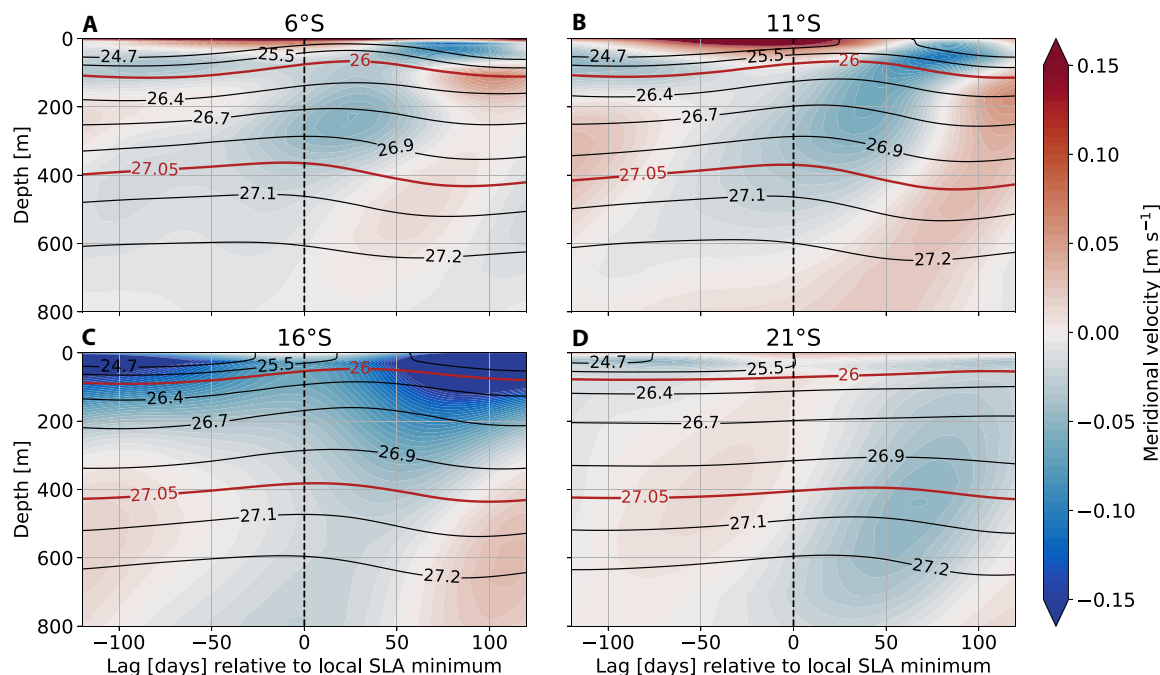 A 6°S
B 11°S
0
200
400
600
800
Depth [m]
24.7 25.5 26
26.4
26.7
26.9
27.05
27.1
27.2
24.7 25.5 26
26.4
26.7
26.9
27.05
27.1
27.2
C 16°S
D 21°S
0
200
400
600
800
Depth [m]
24.7 25.5 26
26.4
26.7
26.9
27.05
27.1
27.2
24.7 25.5 26
26.4
26.7
26.9
27.05
27.1
27.2
−100 −50 0 50 100
−100 −50 0 50 100
Lag [days] relative to local SLA minimum
Lag [days] relative to local SLA minimum
0.15
0.10
0.05
0.00
−0.05
−0.10
−0.15
Meridional velocity [m s⁻¹]